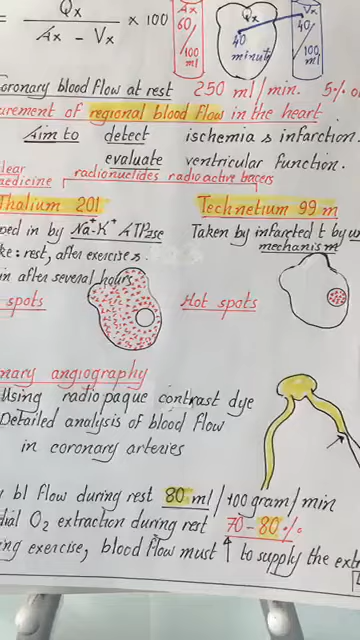 = Qx / Ax - Vx x 100
Ax 60 /100 ml
Qx 40 minute
Vx 40 /100 ml
Coronary blood flow at rest 250 ml/min. 5% o
urement of regional blood flow in the heart
Aim to detect ischemia & infarction.
evaluate ventricular function.
lear medicine radionuclides radioactive tracers
Thalium 201 Technetium 99 m
ped in by Na+-K+ ATPase Taken by infarcted t by un
ke: rest, after exercise &. mechanism
in after several hours
spots Hot spots
nary angiography
Using radiopaque contrast dye
Detailed analysis of blood flow
in coronary arteries
y bl flow during rest 80 ml/100 gram/min
dial O2 extraction during rest 70-80%
ing exercise, blood flow must ↑ to supply the ext